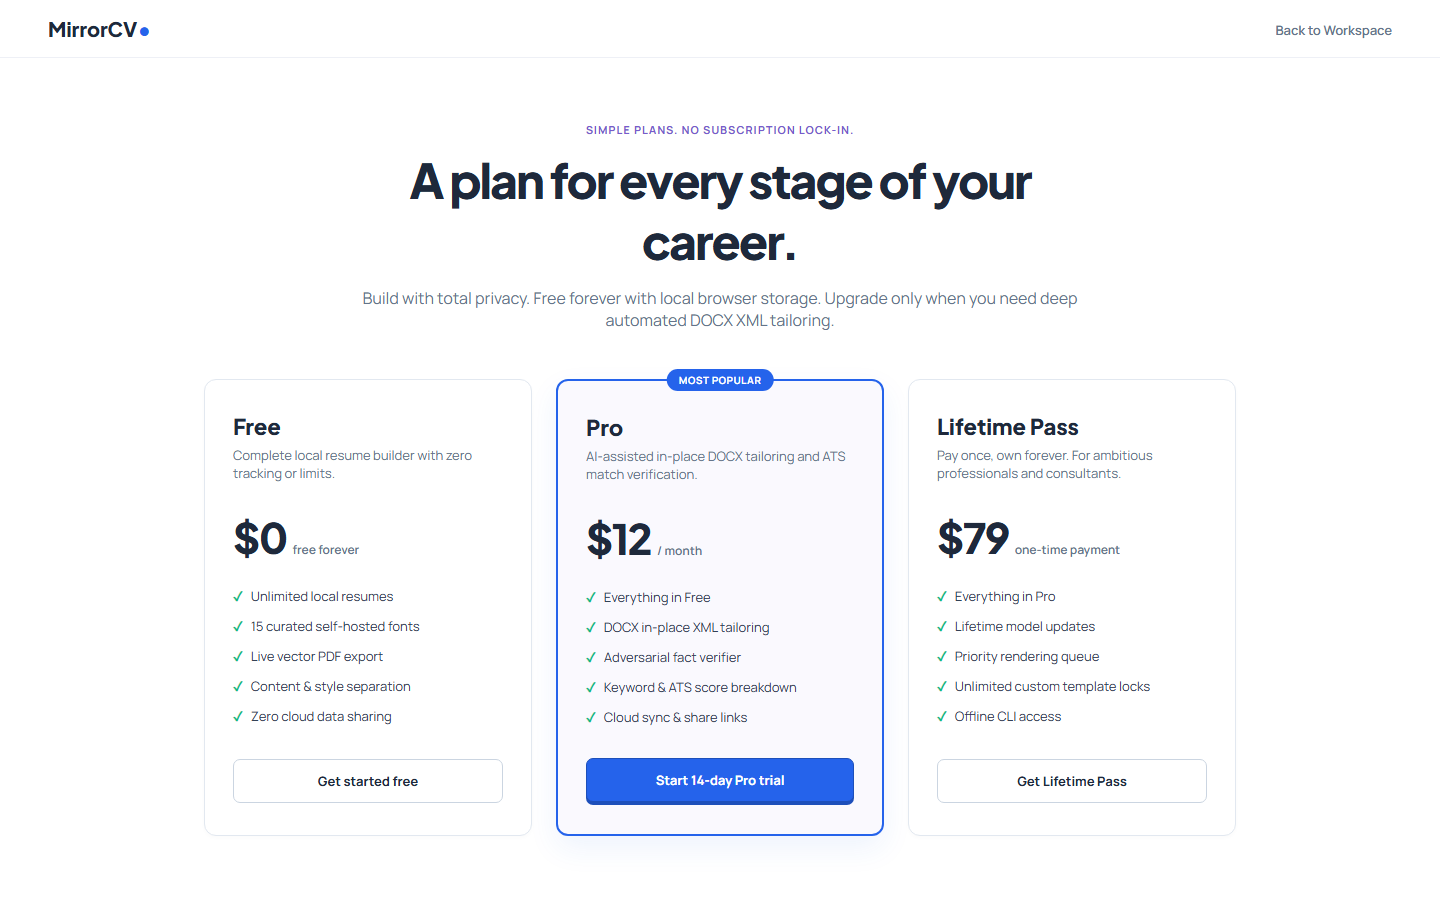 MirrorCV
Back to Workspace
SIMPLE PLANS. NO SUBSCRIPTION LOCK-IN.
A plan for every stage of your
career.
Build with total privacy. Free forever with local browser storage. Upgrade only when you need deep
automated DOCX XML tailoring.
Free
Complete local resume builder with zero
tracking or limits.
$0 free forever
✓ Unlimited local resumes
✓ 15 curated self-hosted fonts
✓ Live vector PDF export
✓ Content & style separation
✓ Zero cloud data sharing
Get started free
MOST POPULAR
Pro
AI-assisted in-place DOCX tailoring and ATS
match verification.
$12 / month
✓ Everything in Free
✓ DOCX in-place XML tailoring
✓ Adversarial fact verifier
✓ Keyword & ATS score breakdown
✓ Cloud sync & share links
Start 14-day Pro trial
Lifetime Pass
Pay once, own forever. For ambitious
professionals and consultants.
$79 one-time payment
✓ Everything in Pro
✓ Lifetime model updates
✓ Priority rendering queue
✓ Unlimited custom template locks
✓ Offline CLI access
Get Lifetime Pass